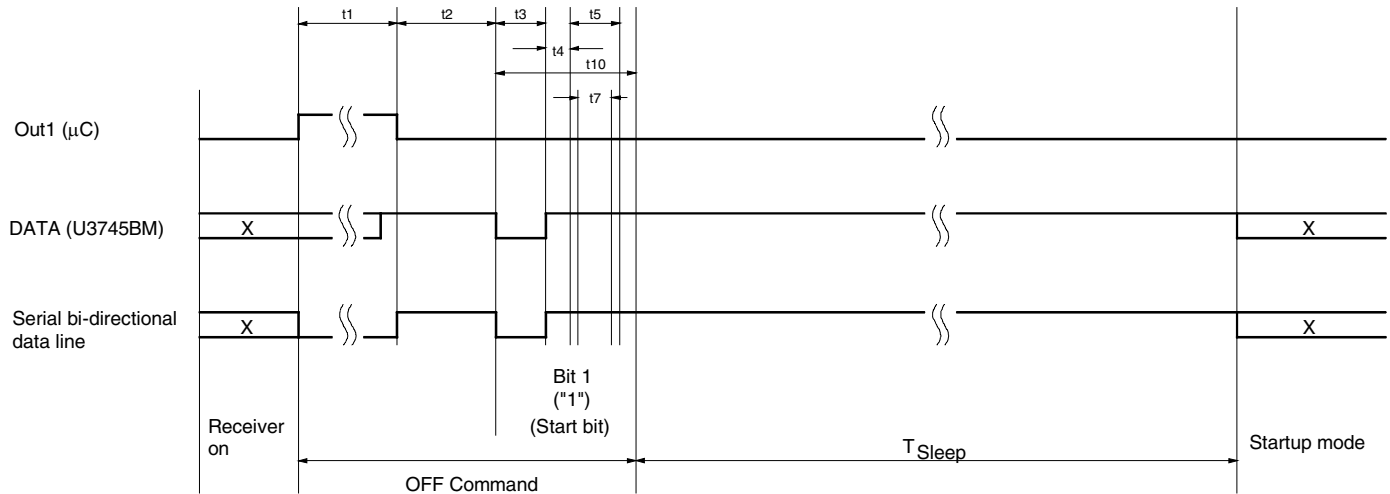 t1
t2
t3
t5
t4
t10
t7
Out1 (μC)
DATA (U3745BM)
X
X
Serial bi-directional
data line
X
X
Bit 1
("1")
(Start bit)
Receiver
on
TSleep
Startup mode
OFF Command